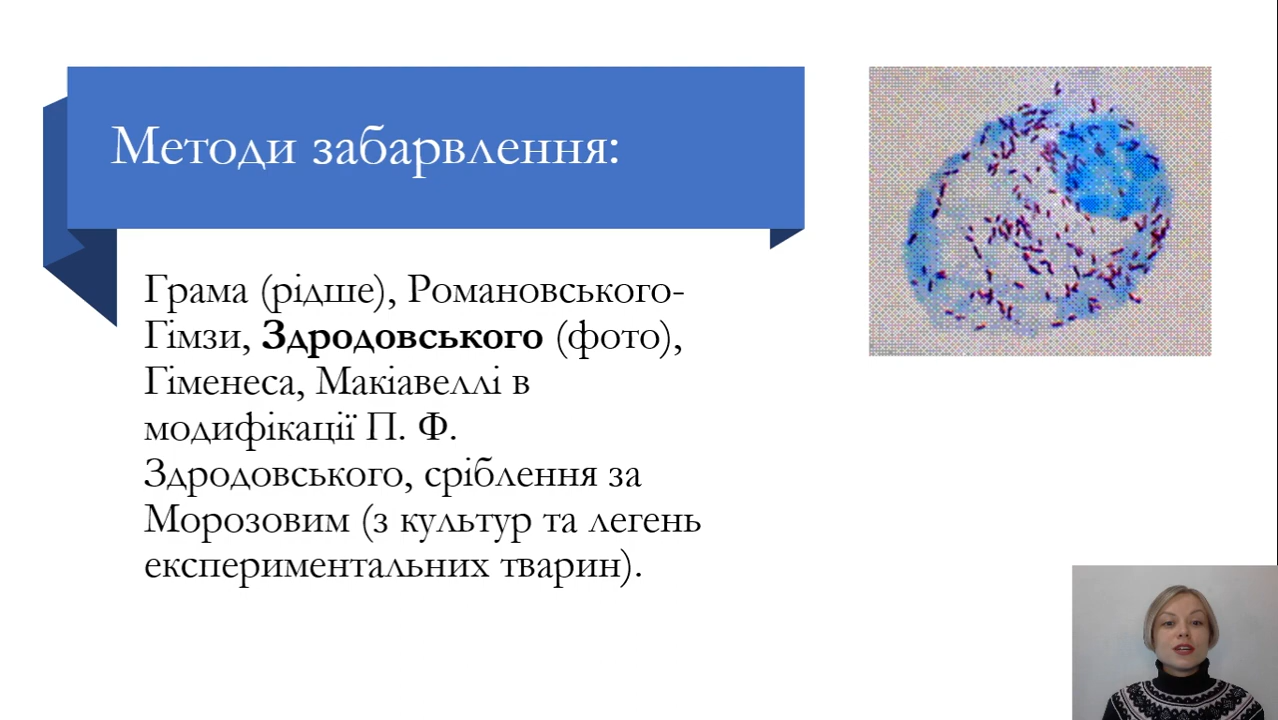 Методи забарвлення:
Грама (рідше), Романовського-
Гімзи, Здродовського (фото),
Гіменеса, Макіавеллі в
модифікації П. Ф.
Здродовського, сріблення за
Морозовим (з культур та легень
експериментальних тварин).